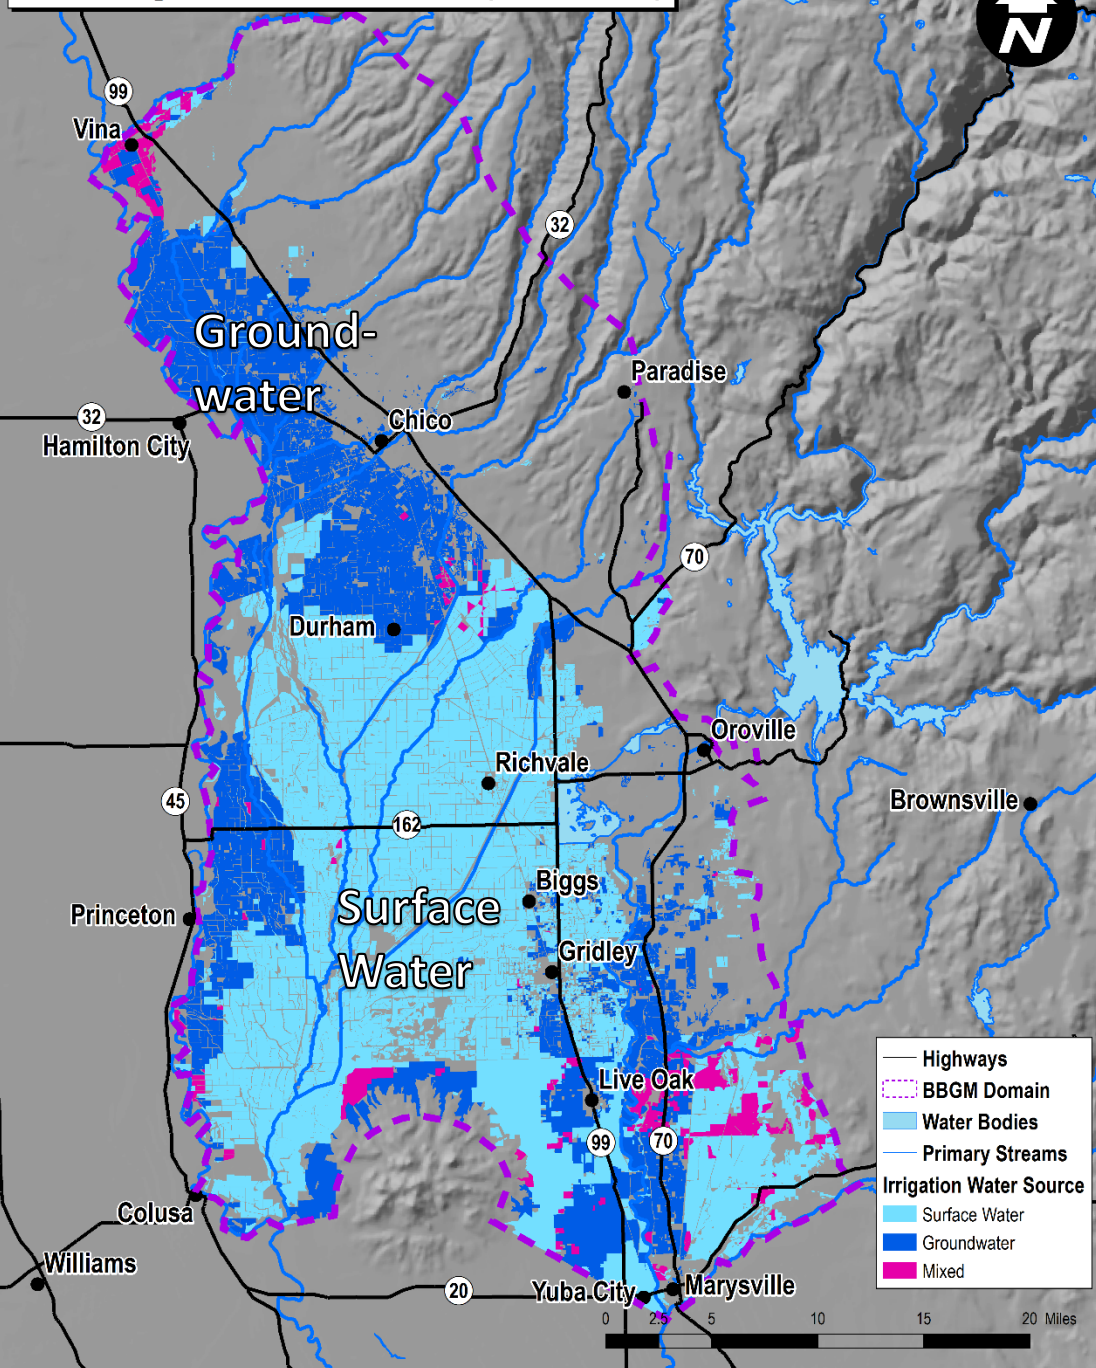 N
99
Vina
32
Ground-
water
Paradise
32
Chico
Hamilton City
70
Durham
Oroville
Richvale
45
Brownsville
162
Biggs
Surface
Water
Princeton
Gridley
Highways
BBGM Domain
Water Bodies
Primary Streams
Irrigation Water Source
Surface Water
Groundwater
Mixed
Live Oak
99
70
Colusa
Williams
20
Yuba City
Marysville
0 2.5 5 10 15 20 Miles